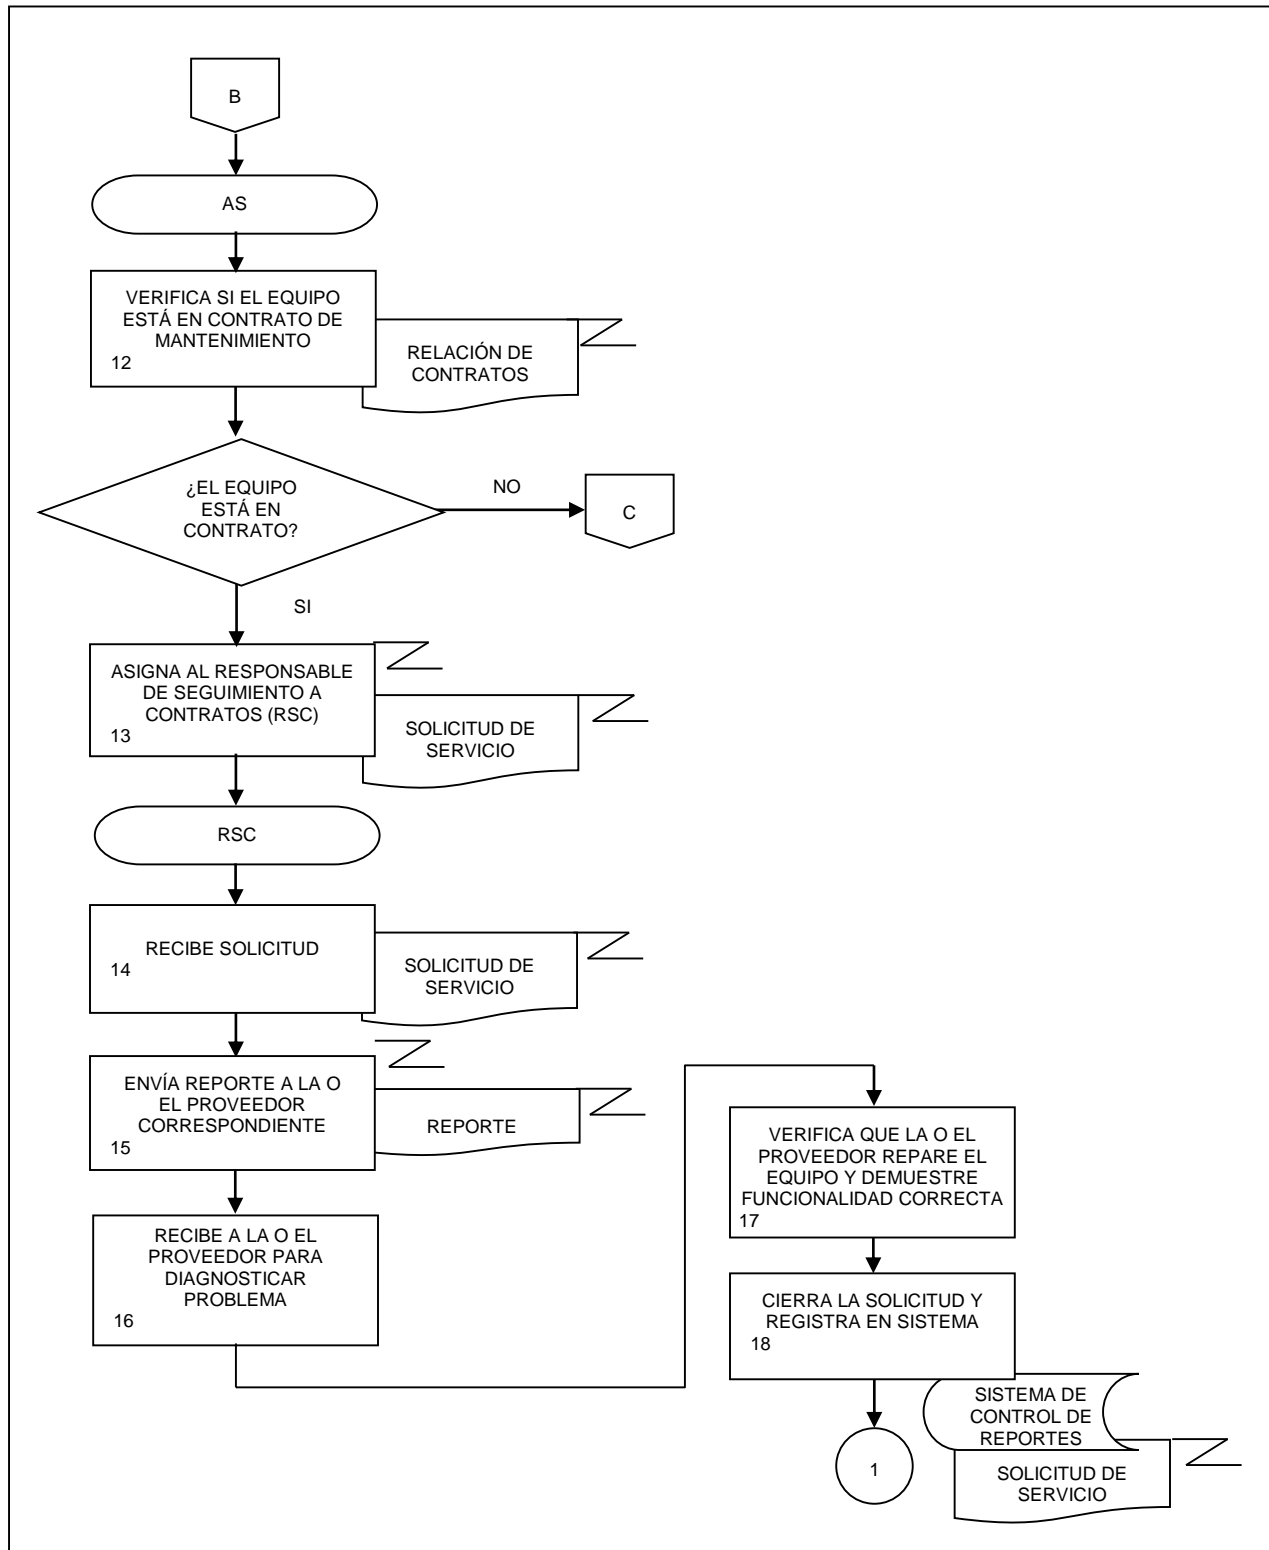 B
AS
VERIFICA SI EL EQUIPO
ESTÁ EN CONTRATO DE
MANTENIMIENTO
12
RELACIÓN DE
CONTRATOS
¿EL EQUIPO
ESTÁ EN
CONTRATO?
NO
C
SI
ASIGNA AL RESPONSABLE
DE SEGUIMIENTO A
CONTRATOS (RSC)
13
SOLICITUD DE
SERVICIO
RSC
RECIBE SOLICITUD
14
SOLICITUD DE
SERVICIO
ENVÍA REPORTE A LA O
EL PROVEEDOR
CORRESPONDIENTE
15
REPORTE
RECIBE A LA O EL
PROVEEDOR PARA
DIAGNOSTICAR
PROBLEMA
16
VERIFICA QUE LA O EL
PROVEEDOR REPARE EL
EQUIPO Y DEMUESTRE
FUNCIONALIDAD CORRECTA
17
CIERRA LA SOLICITUD Y
REGISTRA EN SISTEMA
18
SISTEMA DE
CONTROL DE
REPORTES
SOLICITUD DE
SERVICIO
1